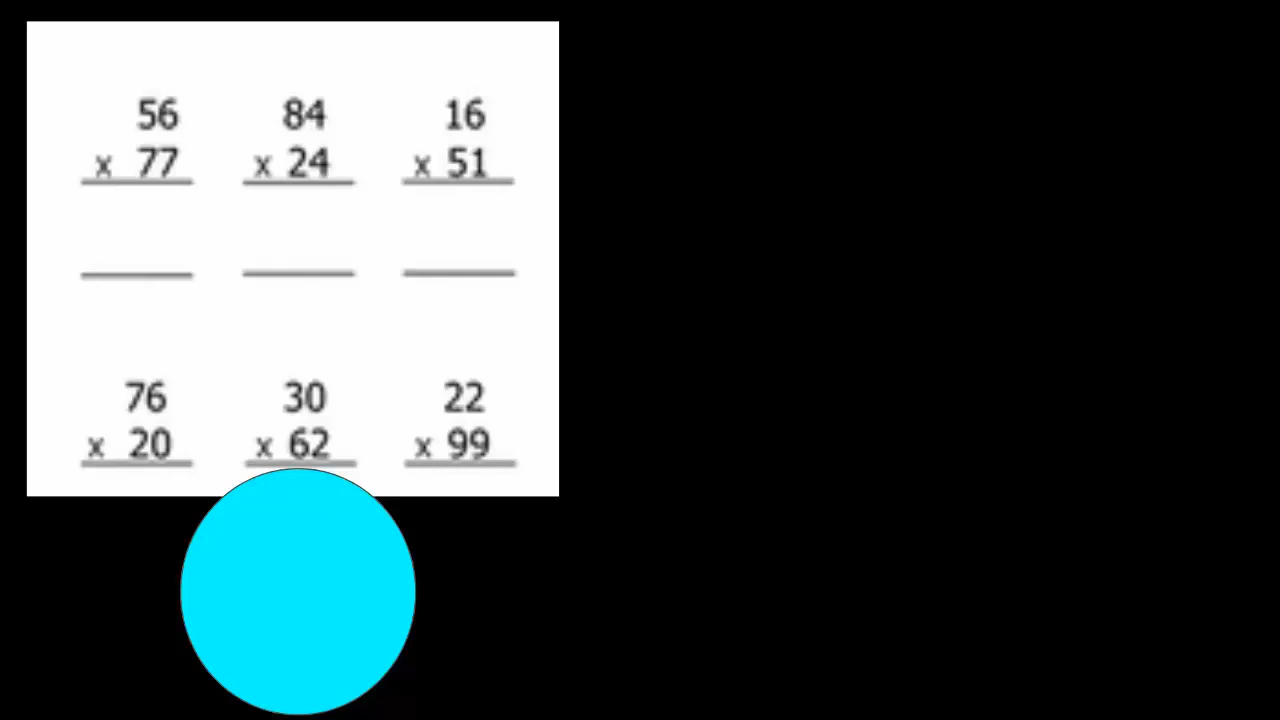 56 84 16
x 77 x 24 x 51
76 30 22
x 20 x 62 x 99